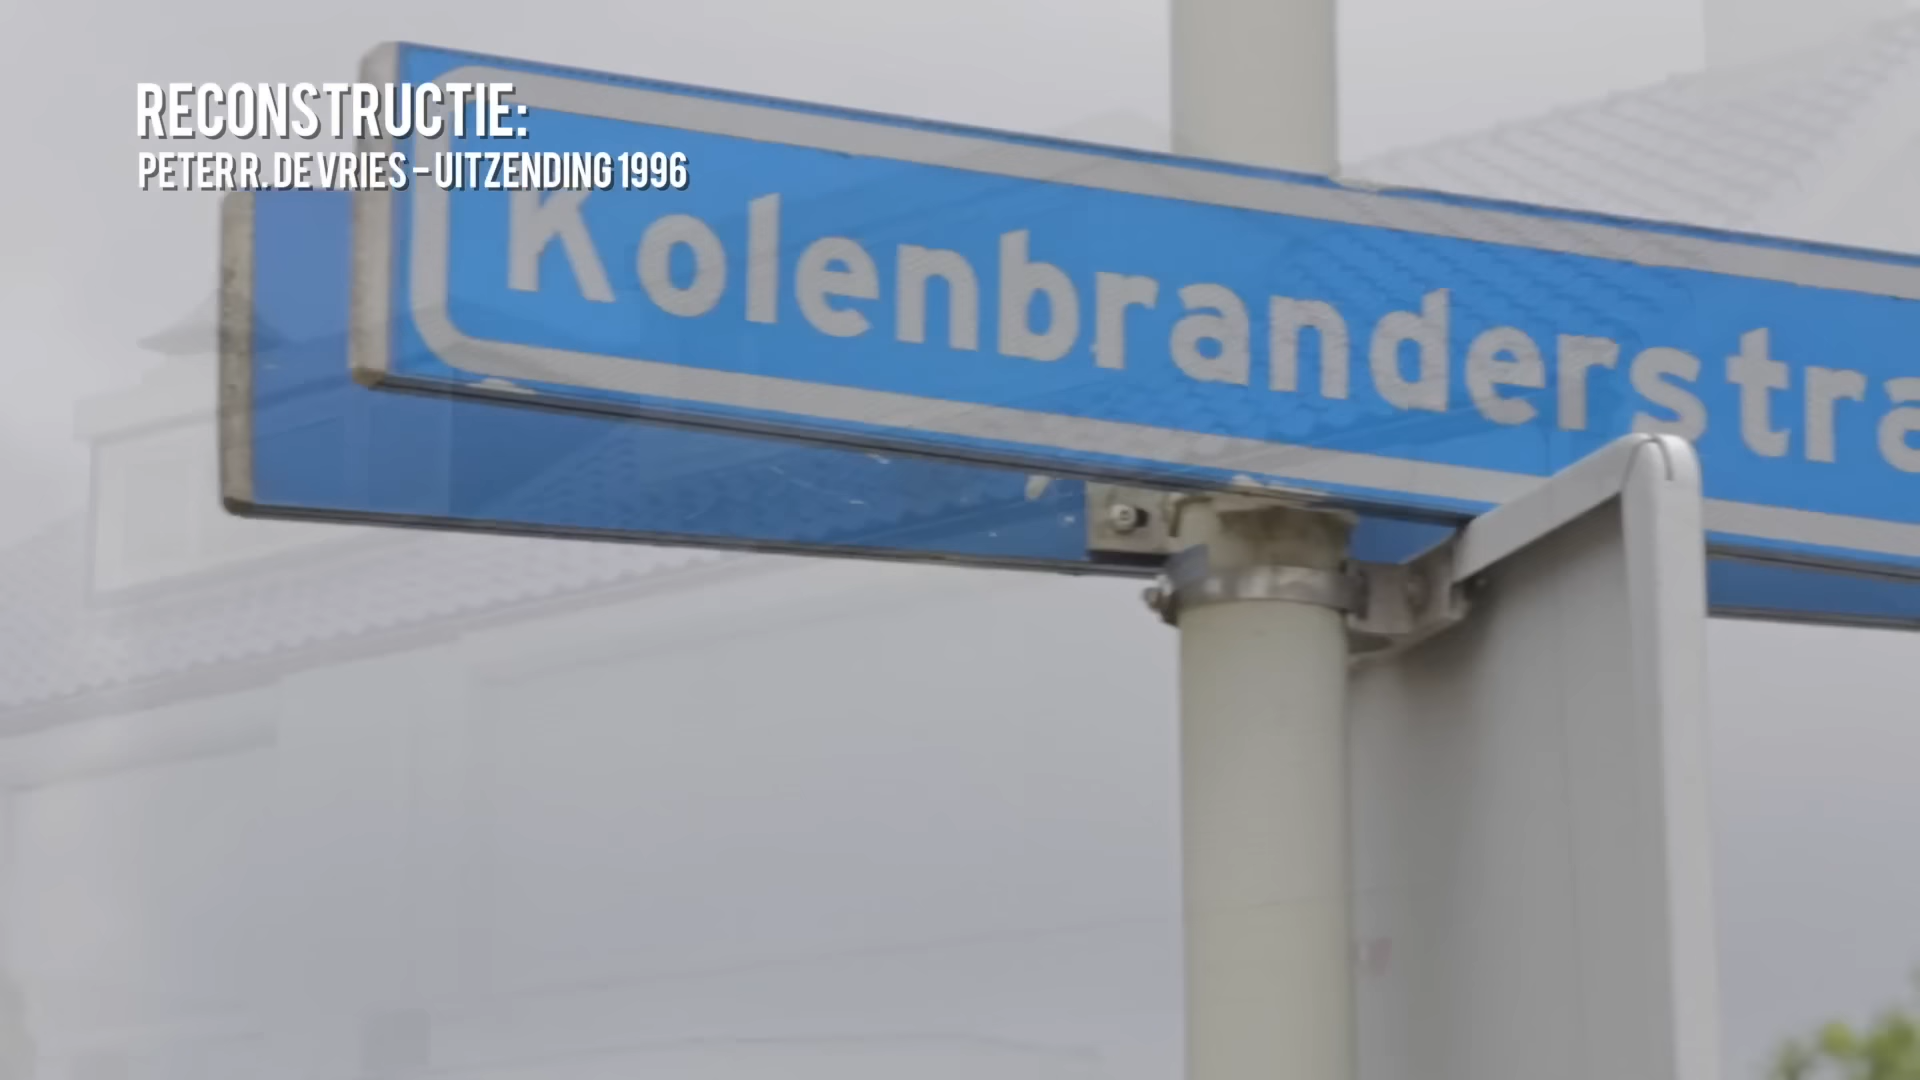 RECONSTRUCTIE:
PETER R. DE VRIES - UITZENDING 1996
Kolenbranderstra